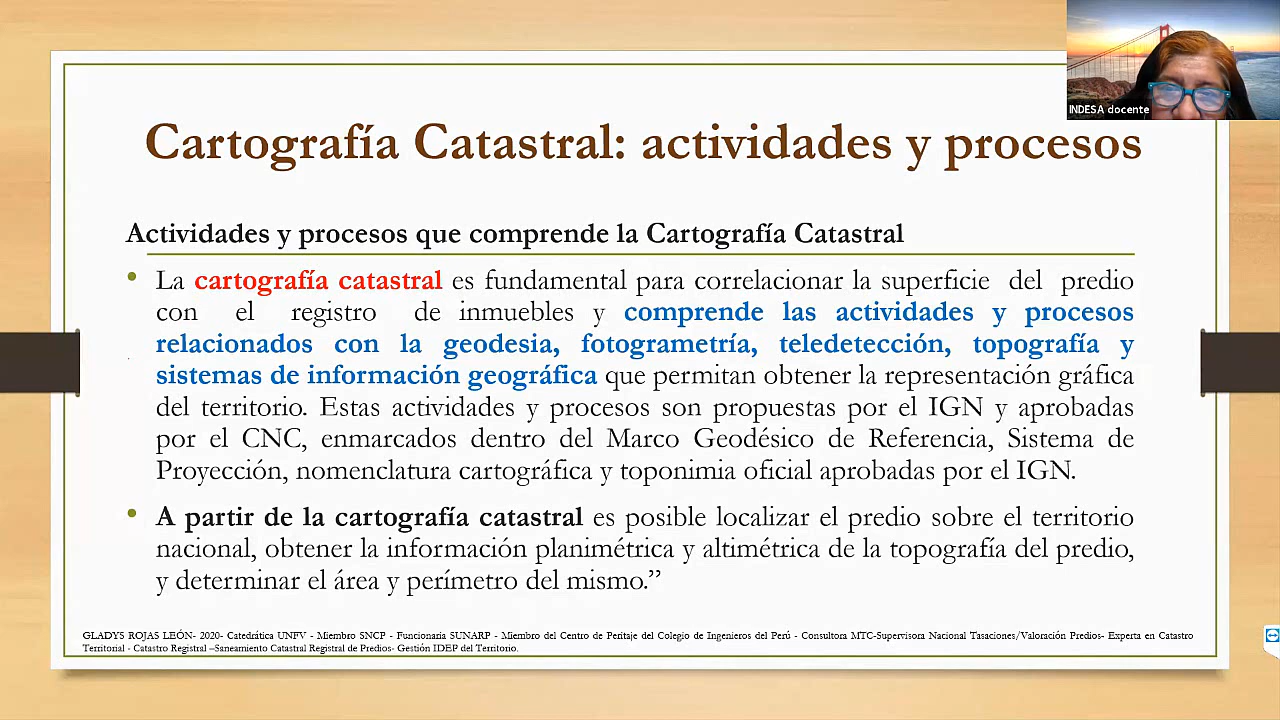 INDESA docente
Cartografía Catastral: actividades y procesos
Actividades y procesos que comprende la Cartografía Catastral
• La cartografía catastral es fundamental para correlacionar la superficie del predio
con el registro de inmuebles y comprende las actividades y procesos
relacionados con la geodesia, fotogrametría, teledetección, topografía y
sistemas de información geográfica que permitan obtener la representación gráfica
del territorio. Estas actividades y procesos son propuestas por el IGN y aprobadas
por el CNC, enmarcados dentro del Marco Geodésico de Referencia, Sistema de
Proyección, nomenclatura cartográfica y toponimia oficial aprobadas por el IGN.
• A partir de la cartografía catastral es posible localizar el predio sobre el territorio
nacional, obtener la información planimétrica y altimétrica de la topografía del predio,
y determinar el área y perímetro del mismo.”
GLADYS ROJAS LEÓN- 2020- Catedrática UNFV - Miembro SNCP - Funcionaria SUNARP - Miembro del Centro de Peritaje del Colegio de Ingenieros del Perú - Consultora MTC-Supervisora Nacional Tasaciones/Valoración Predios- Experta en Catastro
Territorial - Catastro Registral –Saneamiento Catastral Registral de Predios- Gestión IDEP del Territorio.